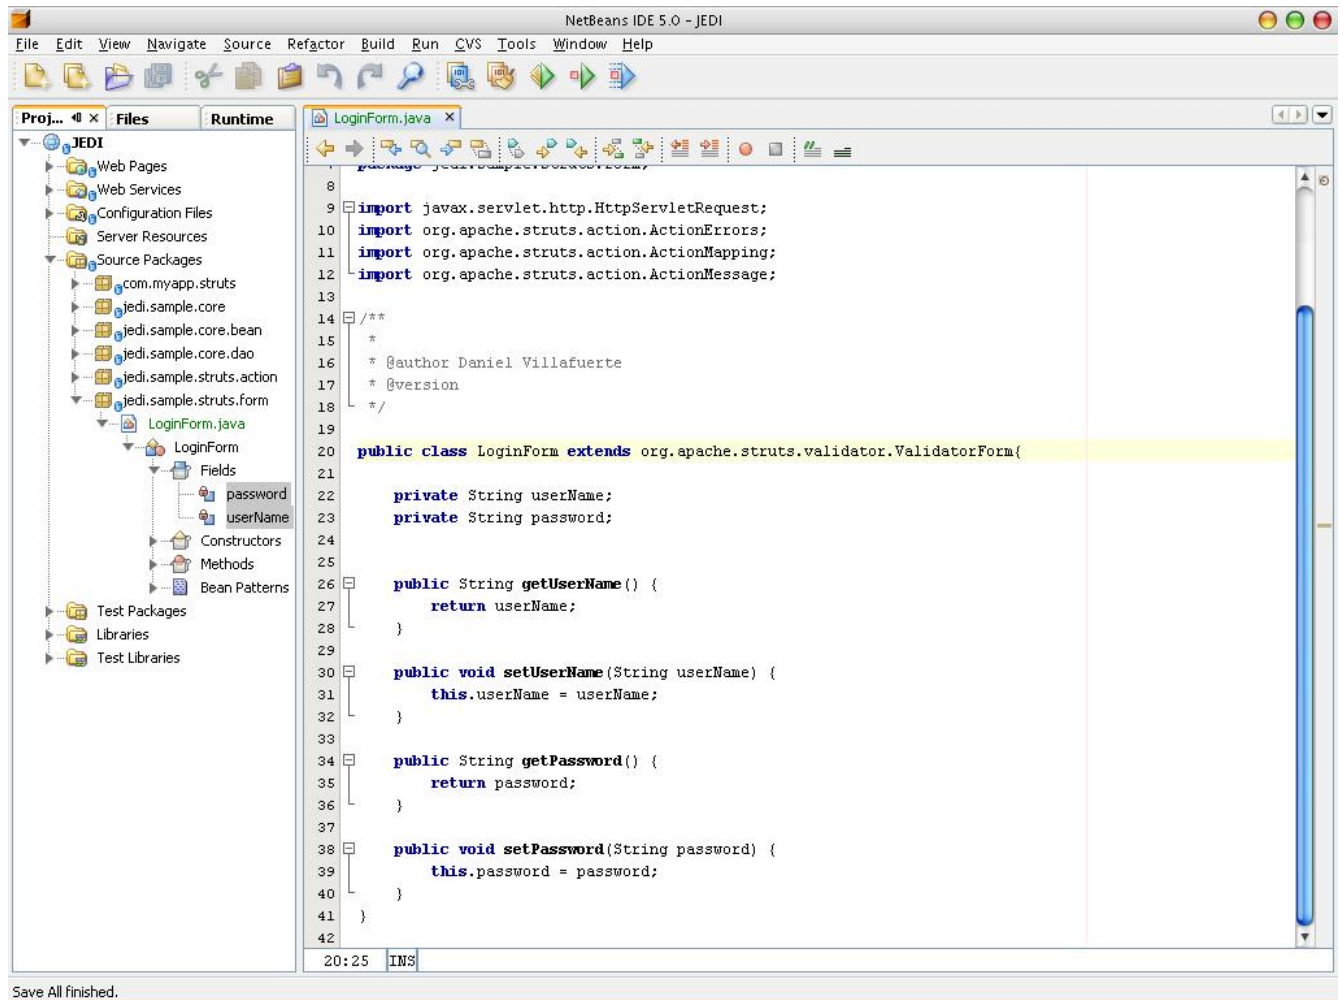 NetBeans IDE 5.0 - JEDI
File Edit View Navigate Source Refactor Build Run CVS Tools Window Help
Proj... Files Runtime
JEDI
Web Pages
Web Services
Configuration Files
Server Resources
Source Packages
com.myapp.struts
jedi.sample.core
jedi.sample.core.bean
jedi.sample.core.dao
jedi.sample.struts.action
jedi.sample.struts.form
LoginForm.java
LoginForm
Fields
password
userName
Constructors
Methods
Bean Patterns
Test Packages
Libraries
Test Libraries
LoginForm.java
8
9 import javax.servlet.http.HttpServletRequest;
10 import org.apache.struts.action.ActionErrors;
11 import org.apache.struts.action.ActionMapping;
12 import org.apache.struts.action.ActionMessage;
13
14 /**
15 *
16 * @author Daniel Villafuerte
17 * @version
18 */
19
20 public class LoginForm extends org.apache.struts.validator.ValidatorForm{
21
22 private String userName;
23 private String password;
24
25
26 public String getUserName() {
27 return userName;
28 }
29
30 public void setUserName(String userName) {
31 this.userName = userName;
32 }
33
34 public String getPassword() {
35 return password;
36 }
37
38 public void setPassword(String password) {
39 this.password = password;
40 }
41 }
42
20:25 INS
Save All finished.